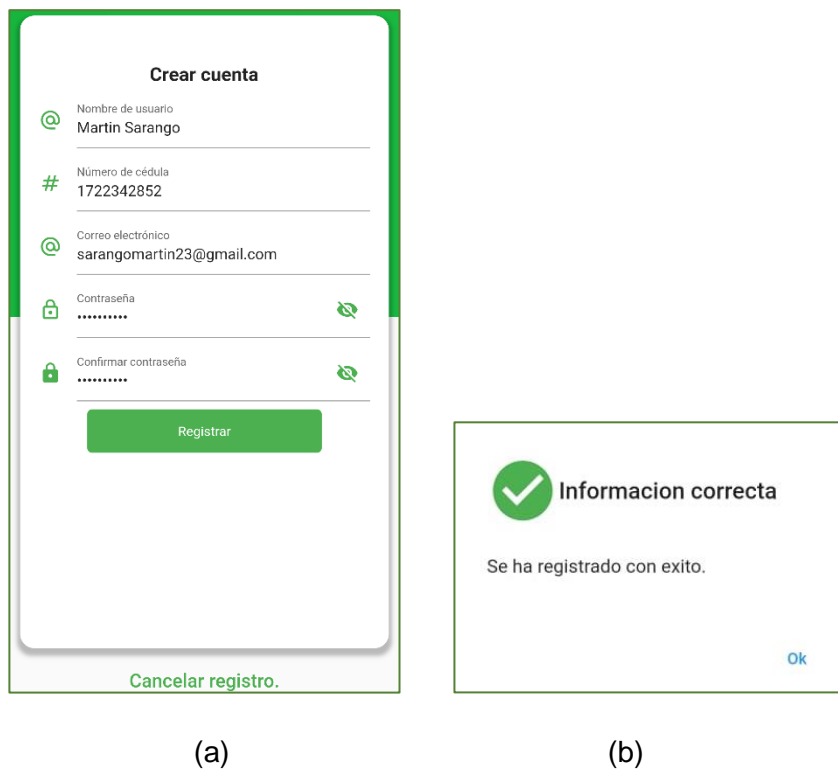 Crear cuenta
Nombre de usuario
Martin Sarango
Número de cédula
1722342852
Correo electrónico
sarangomartin23@gmail.com
Contraseña
••••••••••
Confirmar contraseña
••••••••••
Registrar
Cancelar registro.
(a)
Informacion correcta
Se ha registrado con exito.
Ok
(b)